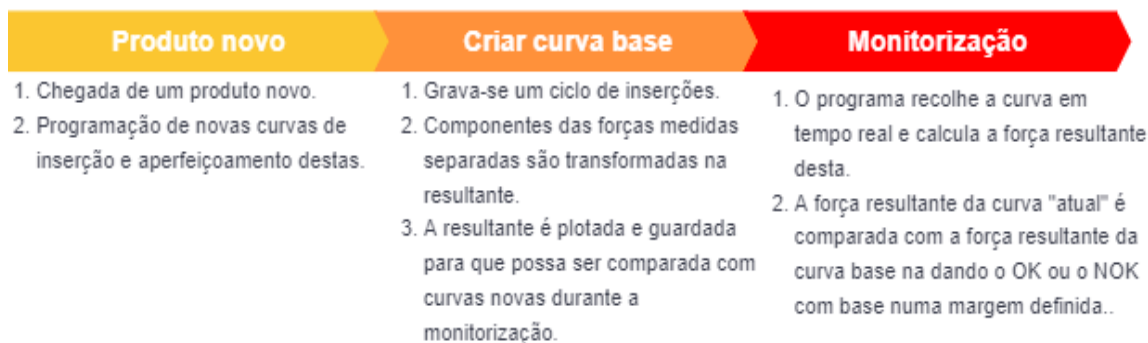 Produto novo
1. Chegada de um produto novo.
2. Programação de novas curvas de
inserção e aperfeiçoamento destas.
Criar curva base
1. Grava-se um ciclo de inserções.
2. Componentes das forças medidas
separadas são transformadas na
resultante.
3. A resultante é plotada e guardada
para que possa ser comparada com
curvas novas durante a
monitorização.
Monitorização
1. O programa recolhe a curva em
tempo real e calcula a força resultante
desta.
2. A força resultante da curva "atual" é
comparada com a força resultante da
curva base na dando o OK ou o NOK
com base numa margem definida..